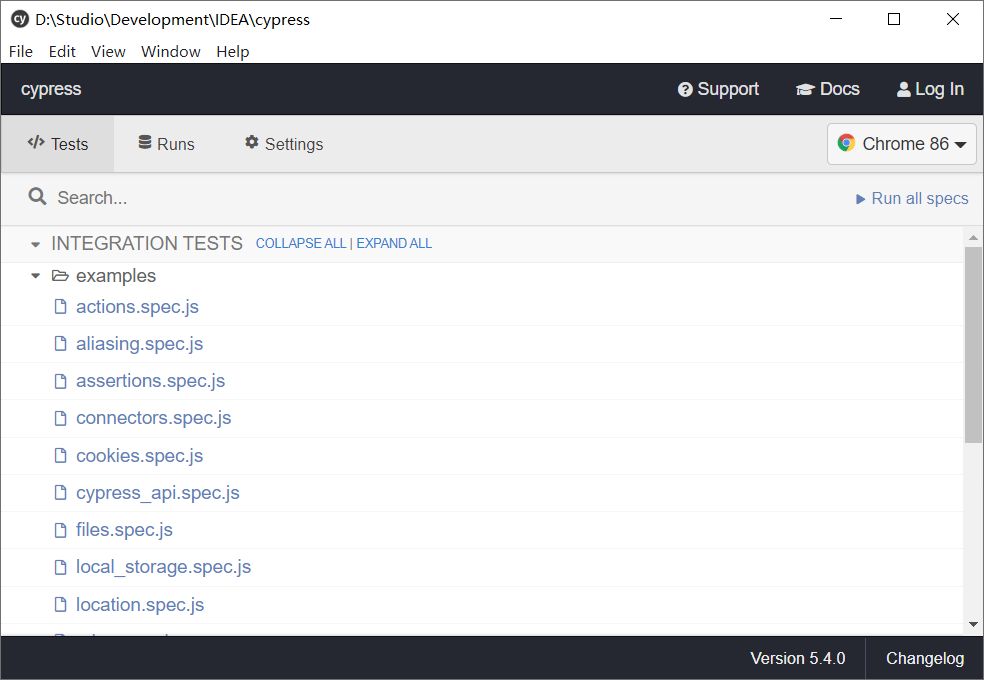 cy D:\Studio\Development\IDEA\cypress
File Edit View Window Help
cypress Support Docs Log In
Tests Runs Settings Chrome 86
Search... Run all specs
INTEGRATION TESTS COLLAPSE ALL | EXPAND ALL
examples
actions.spec.js
aliasing.spec.js
assertions.spec.js
connectors.spec.js
cookies.spec.js
cypress_api.spec.js
files.spec.js
local_storage.spec.js
location.spec.js
Version 5.4.0 Changelog